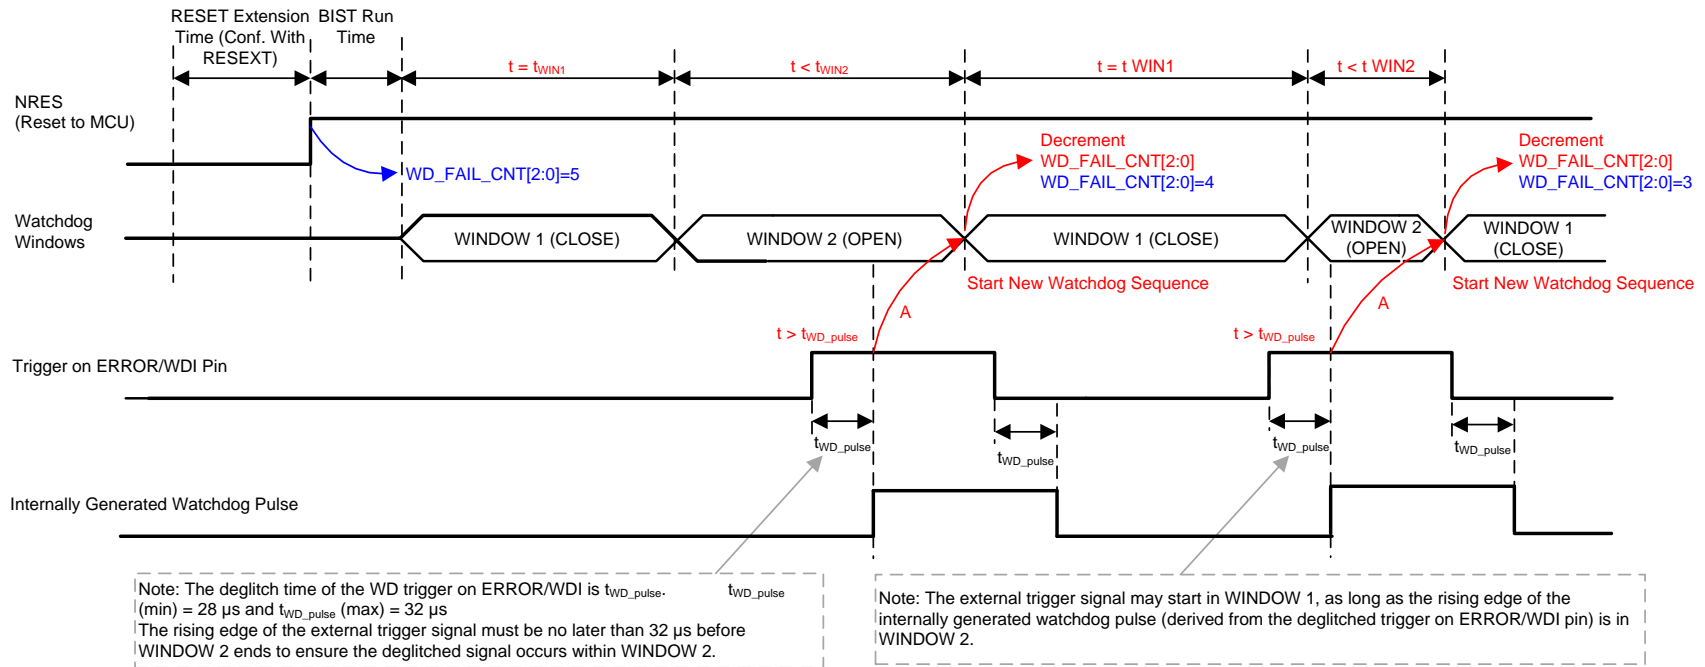 RESET Extension
Time (Conf. With
RESEXT)
BIST Run
Time
t = tWIN1
t < tWIN2
t = t WIN1
t < t WIN2
NRES
(Reset to MCU)
WD_FAIL_CNT[2:0]=5
Decrement
WD_FAIL_CNT[2:0]
WD_FAIL_CNT[2:0]=4
Decrement
WD_FAIL_CNT[2:0]
WD_FAIL_CNT[2:0]=3
Watchdog
Windows
WINDOW 1 (CLOSE)
WINDOW 2 (OPEN)
WINDOW 1 (CLOSE)
WINDOW 2
(OPEN)
WINDOW 1
(CLOSE)
Start New Watchdog Sequence
Start New Watchdog Sequence
A
A
t > tWD_pulse
t > tWD_pulse
Trigger on ERROR/WDI Pin
tWD_pulse
tWD_pulse
tWD_pulse
tWD_pulse
Internally Generated Watchdog Pulse
Note: The deglitch time of the WD trigger on ERROR/WDI is tWD_pulse. tWD_pulse
(min) = 28 µs and tWD_pulse (max) = 32 µs
The rising edge of the external trigger signal must be no later than 32 µs before
WINDOW 2 ends to ensure the deglitched signal occurs within WINDOW 2.
Note: The external trigger signal may start in WINDOW 1, as long as the rising edge of the
internally generated watchdog pulse (derived from the deglitched trigger on ERROR/WDI pin) is in
WINDOW 2.